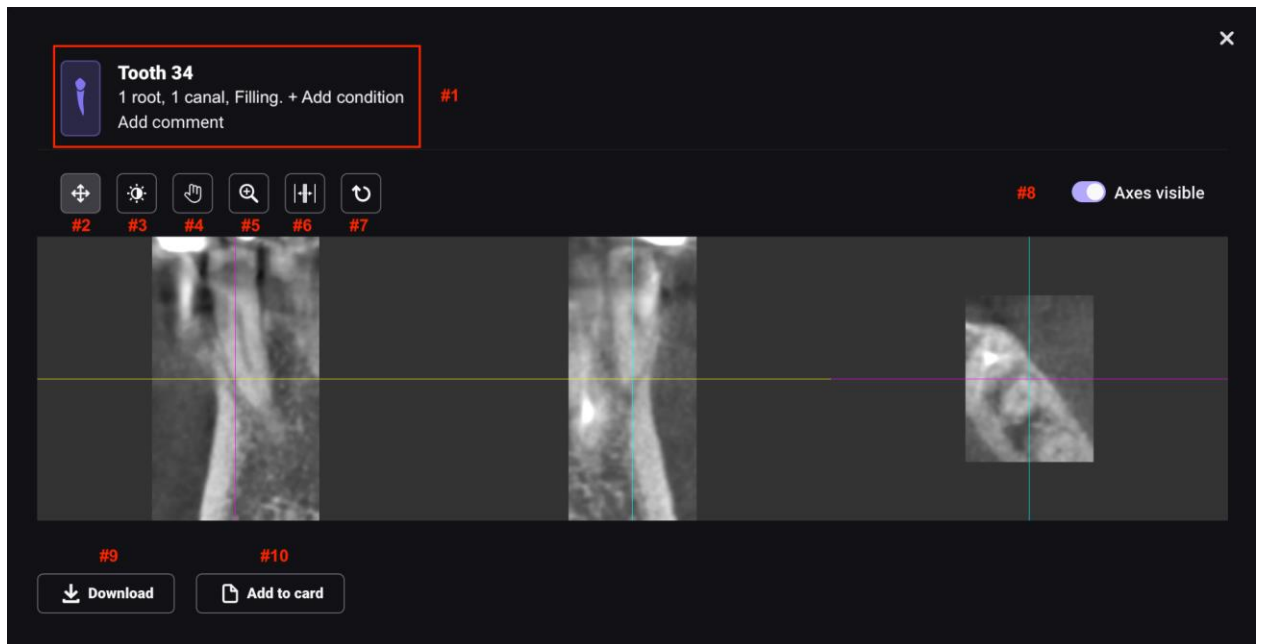 Tooth 34
1 root, 1 canal, Filling. + Add condition
Add comment
#1
#8
Axes visible
#2 #3 #4 #5 #6 #7
#9 #10
Download
Add to card